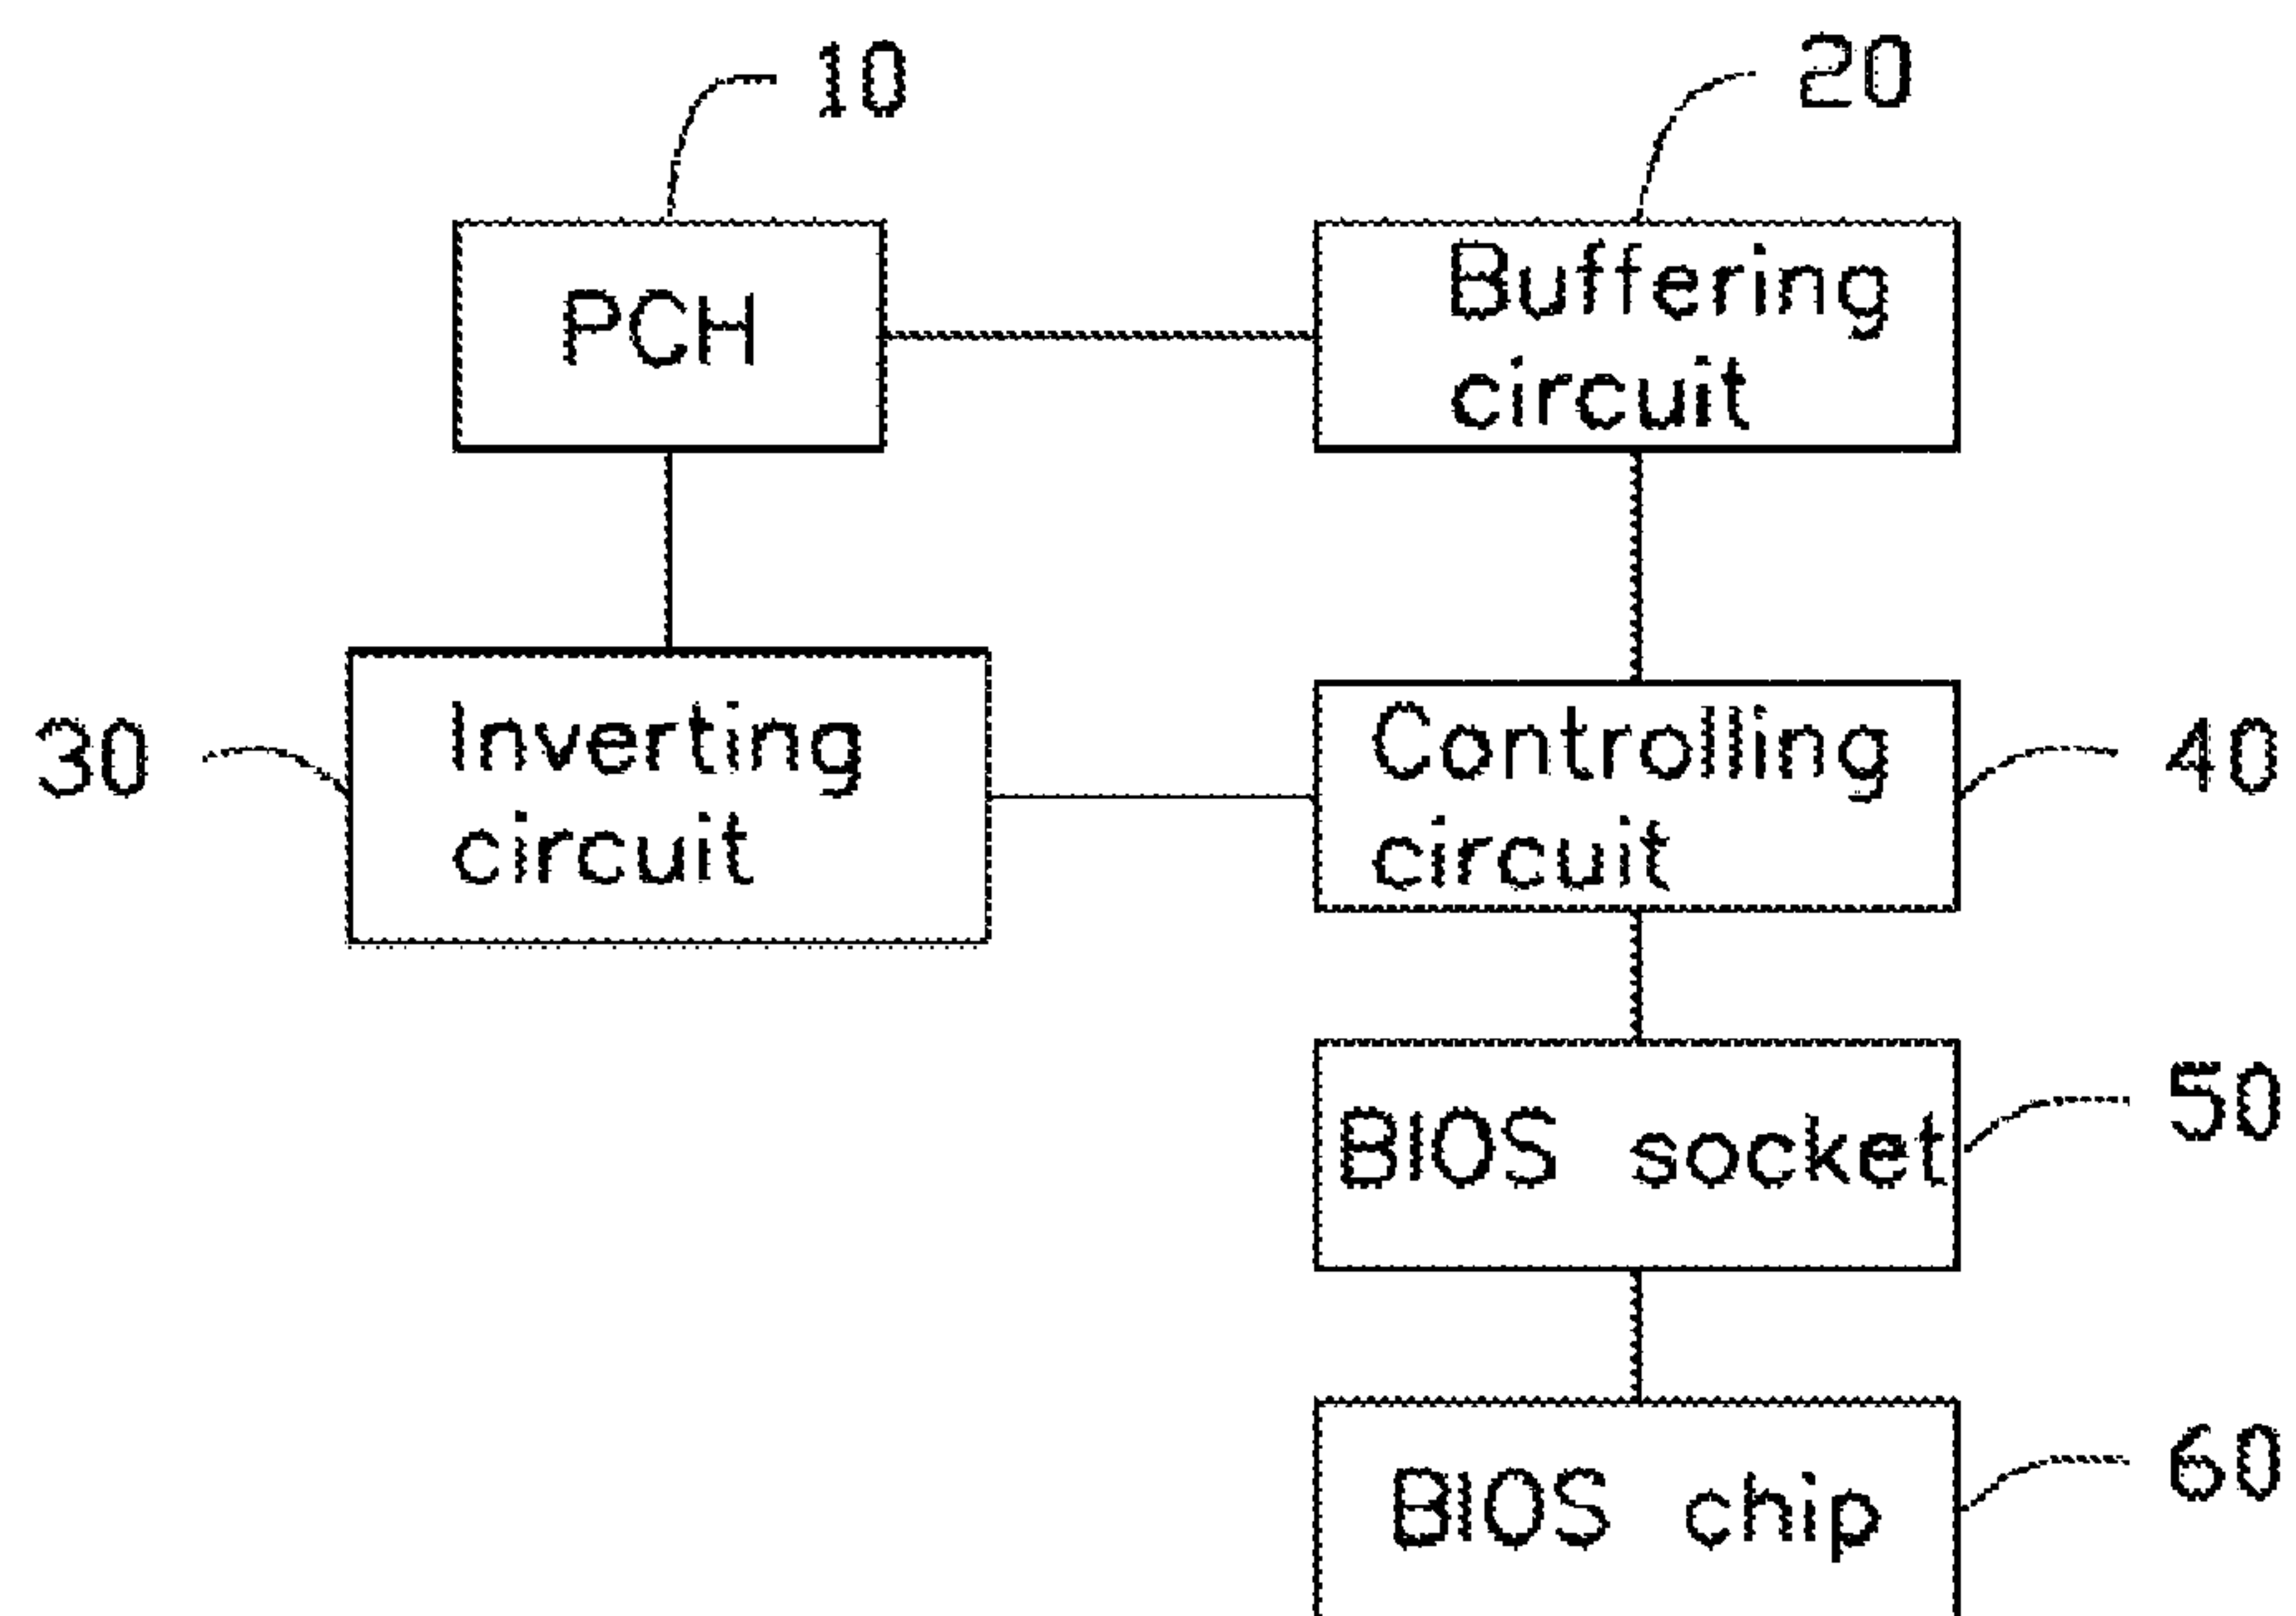 10
20
PCH
Buffering
circuit
30
Inverting
circuit
Controlling
circuit
40
BIOS socket
50
BIOS chip
60